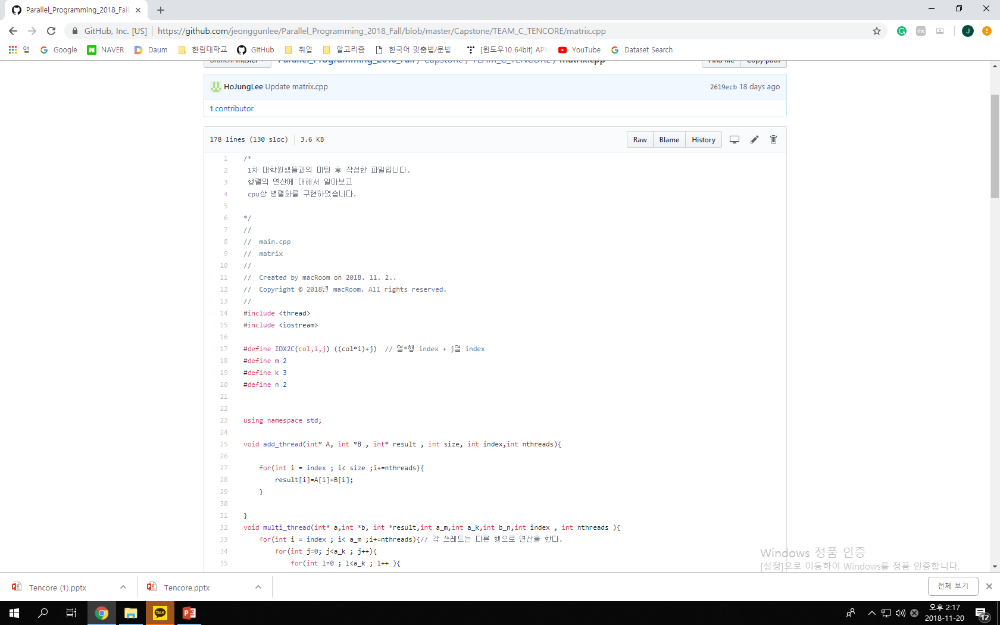 Parallel_Programming_2018_Fall
GitHub, Inc. [US] | https://github.com/jeonggunlee/Parallel_Programming_2018_Fall/blob/master/Capstone/TEAM_C_TENCORE/matrix.cpp
앱 Google NAVER Daum 한림대학교 GitHub 취업 알고리즘 한국어 맞춤법/문법 [윈도우10 64bit] APM YouTube Dataset Search
Branch: master Parallel_Programming_2018_Fall / Capstone / TEAM_C_TENCORE / matrix.cpp Find file Copy path
HoJungLee Update matrix.cpp 2619ecb 18 days ago
1 contributor
178 lines (130 sloc) 3.6 KB Raw Blame History
1 /*
2 1차 대학원생들과의 미팅 후 작성한 파일입니다.
3 행렬의 연산에 대해서 알아보고
4 cpu상 병렬화를 구현하였습니다.
5
6 */
7 //
8 //  main.cpp
9 //  matrix
10 //
11 //  Created by macRoom on 2018. 11. 2..
12 //  Copyright © 2018년 macRoom. All rights reserved.
13 //
14 #include <thread>
15 #include <iostream>
16
17 #define IDX2C(col,i,j) ((col*i)+j)  // 열*행 index + j열 index
18 #define m 2
19 #define k 3
20 #define n 2
21
22
23 using namespace std;
24
25 void add_thread(int* A, int *B , int* result , int size, int index,int nthreads){
26
27     for(int i = index ; i< size ;i+=nthreads){
28         result[i]=A[i]+B[i];
29     }
30
31 }
32 void multi_thread(int* a,int *b, int *result,int a_m,int a_k,int b_n,int index , int nthreads ){
33     for(int i = index ; i< a_m ;i+=nthreads){// 각 쓰레드는 다른 행으로 연산을 한다.
34         for(int j=0; j<a_k ; j++){
35             for(int l=0 ; l<a_k ; l++ ){
Windows 정품 인증
[설정]으로 이동하여 Windows를 정품 인증합니다.
Tencore (1).pptx Tencore.pptx 전체 보기
TALK
오후 2:17
2018-11-20
12